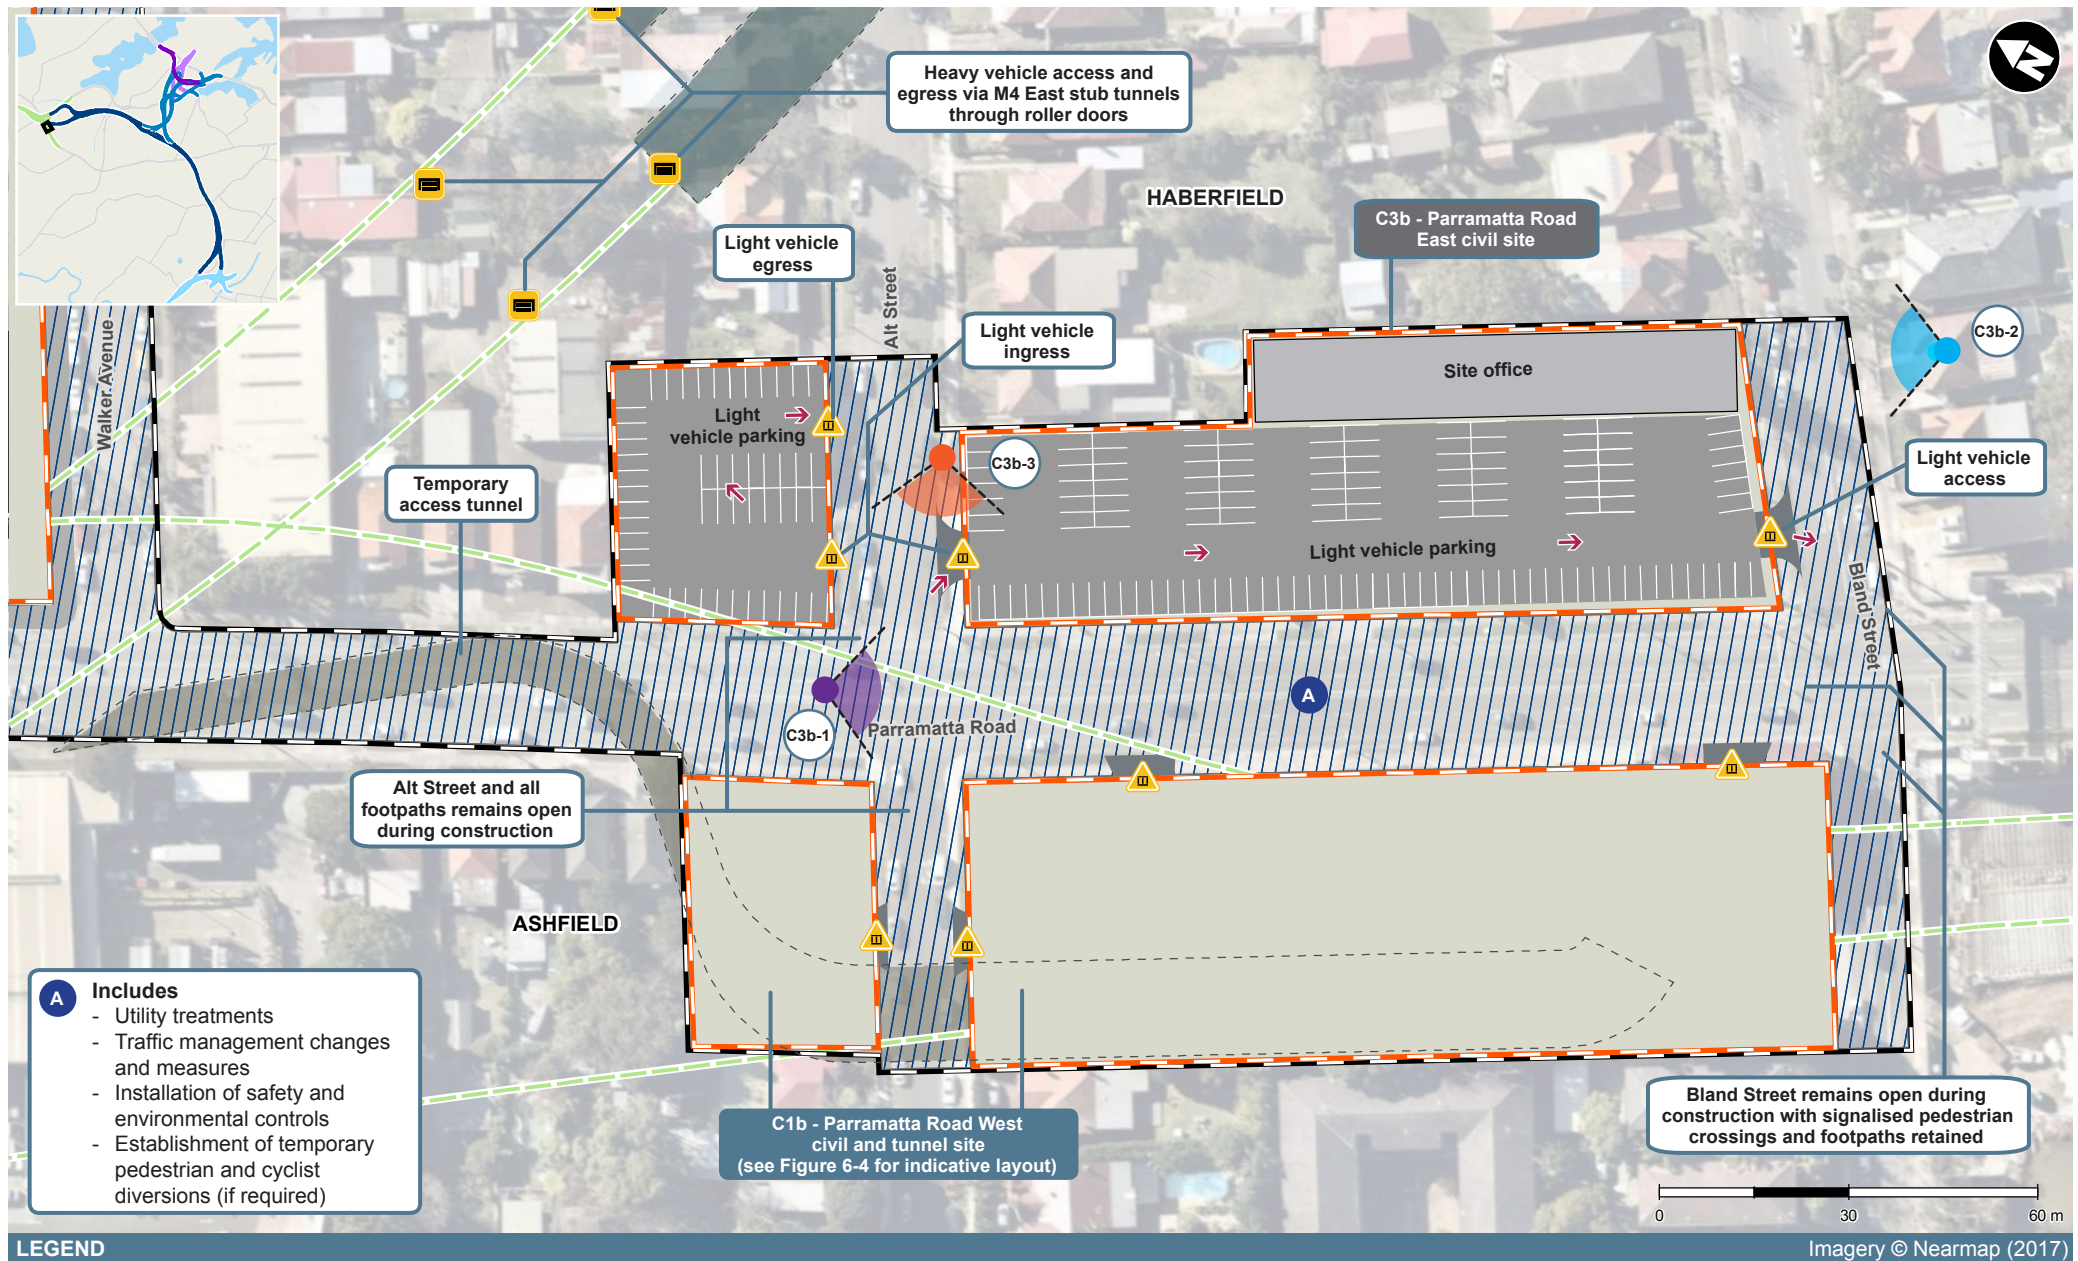 Heavy vehicle access and
egress via M4 East stub tunnels
through roller doors
N
HABERFIELD
C3b - Parramatta Road
East civil site
Light vehicle
egress
Alt Street
Light vehicle
ingress
Walker Avenue
C3b-2
Site office
Light
vehicle parking
C3b-3
Light vehicle
access
Temporary
access tunnel
Light vehicle parking
Bland Street
A
C3b-1
Parramatta Road
Alt Street and all
footpaths remains open
during construction
ASHFIELD
A
Includes
- Utility treatments
- Traffic management changes
and measures
- Installation of safety and
environmental controls
- Establishment of temporary
pedestrian and cyclist
diversions (if required)
C1b - Parramatta Road West
civil and tunnel site
(see Figure 6-4 for indicative layout)
Bland Street remains open during
construction with signalised pedestrian
crossings and footpaths retained
0 30 60 m
LEGEND
Imagery © Nearmap (2017)